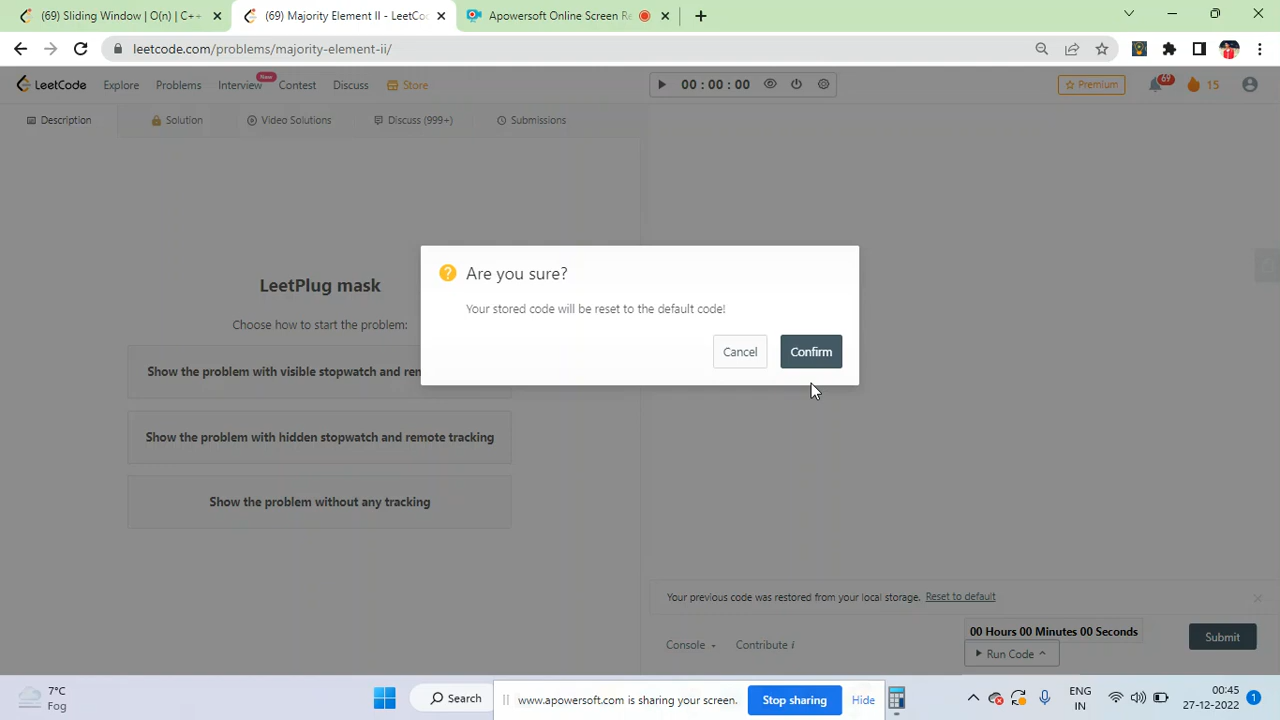 (69) Sliding Window | O(n) | C++
(69) Majority Element II - LeetCo
Apowersoft Online Screen Re
leetcode.com/problems/majority-element-ii/
LeetCode
Explore
Problems
Interview
New
Contest
Discuss
Store
00 : 00 : 00
Premium
69
15
Description
Solution
Video Solutions
Discuss (999+)
Submissions
Are you sure?
Your stored code will be reset to the default code!
Cancel
Confirm
LeetPlug mask
Choose how to start the problem:
Show the problem with visible stopwatch and
Show the problem with hidden stopwatch and remote tracking
Show the problem without any tracking
Your previous code was restored from your local storage. Reset to default
Console
Contribute i
00 Hours 00 Minutes 00 Seconds
Run Code
Submit
7°C
Fog
Search
www.apowersoft.com is sharing your screen.
Stop sharing
Hide
ENG
IN
00:45
27-12-2022
1